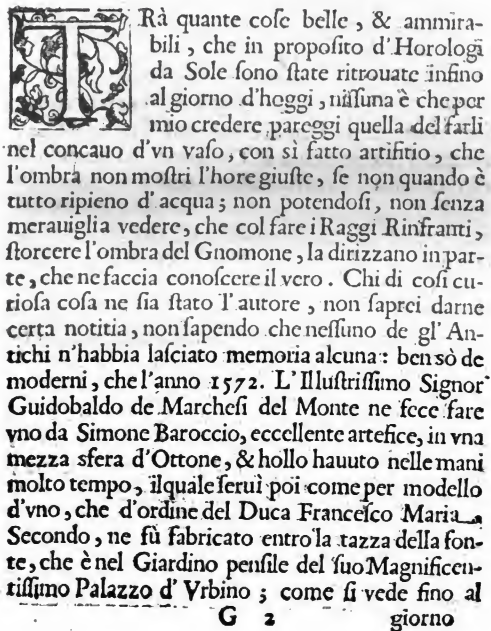 TRà quante coſe belle, & ammira-
bili, che in propoſito d'Horologi
da Sole ſono ſtate ritrouate infino
al giorno d'hoggi, niſſuna è che per
mio credere pareggi quella del farli
nel concauo d'vn vaſo, con sì fatto artifitio, che
l'ombra non moſtri l'hore giuſte, ſe non quando è
tutto ripieno d'acqua; non potendoſi, non ſenza
merauiglia vedere, che col fare i Raggi Rinfranti,
ſtorcere l'ombra del Gnomone, la dirizzano in par-
te, che ne faccia conoſcere il vero. Chi di coſi cu-
rioſa coſa ne ſia ſtato l'autore, non ſaprei darne
certa notitia, non ſapendo che neſſuno de gl'An-
tichi n'habbia laſciato memoria alcuna: ben sò de
moderni, che l'anno 1572. L'Illuſtriſſimo Signor
Guidobaldo de Marcheſi del Monte ne fece fare
vno da Simone Baroccio, eccellente artefice, in vna
mezza sfera d'Ottone, & hollo hauuto nelle mani
molto tempo, ilquale ſeruì poi come per modello
d'vno, che d'ordine del Duca Franceſco Maria
Secondo, ne fù fabricato entro la tazza della fon-
te, che è nel Giardino penſile del ſuo Magnificen-
tiſſimo Palazzo d'Vrbino; come ſi vede fino al
G 2 giorno